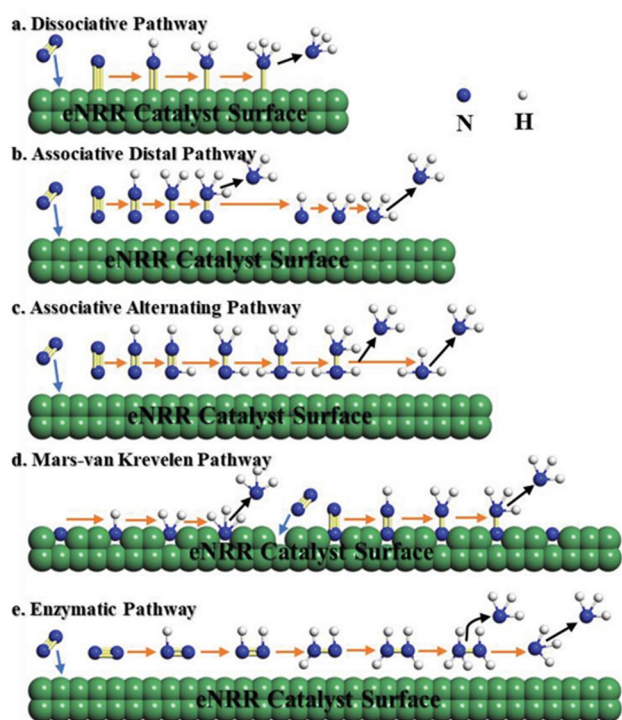 a. Dissociative Pathway
eNRR Catalyst Surface
N H
b. Associative Distal Pathway
eNRR Catalyst Surface
c. Associative Alternating Pathway
eNRR Catalyst Surface
d. Mars-van Krevelen Pathway
eNRR Catalyst Surface
e. Enzymatic Pathway
eNRR Catalyst Surface